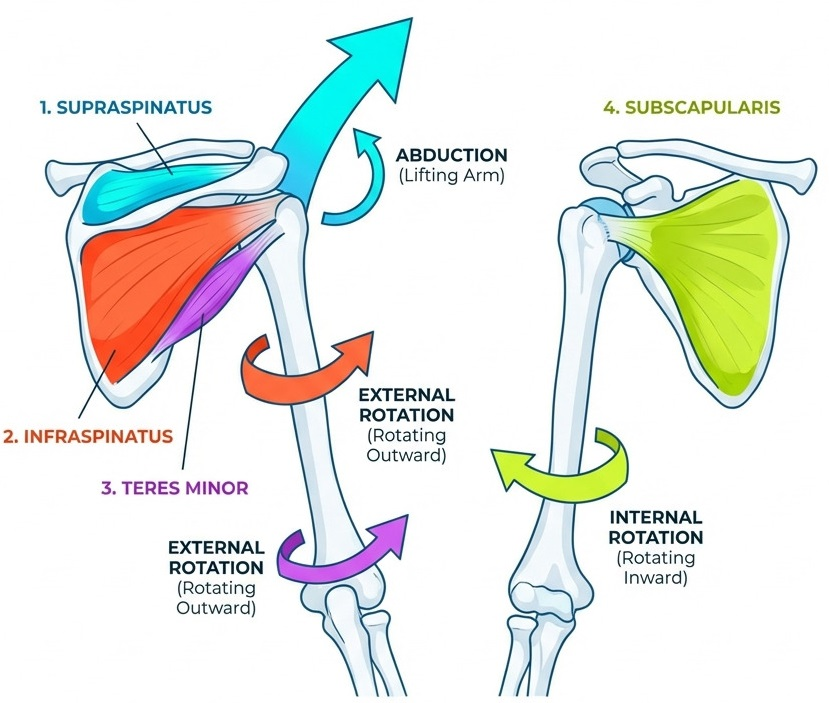 1. SUPRASPINATUS
4. SUBSCAPULARIS
ABDUCTION
(Lifting Arm)
EXTERNAL
ROTATION
(Rotating
Outward)
2. INFRASPINATUS
3. TERES MINOR
EXTERNAL
ROTATION
(Rotating
Outward)
INTERNAL
ROTATION
(Rotating
Inward)